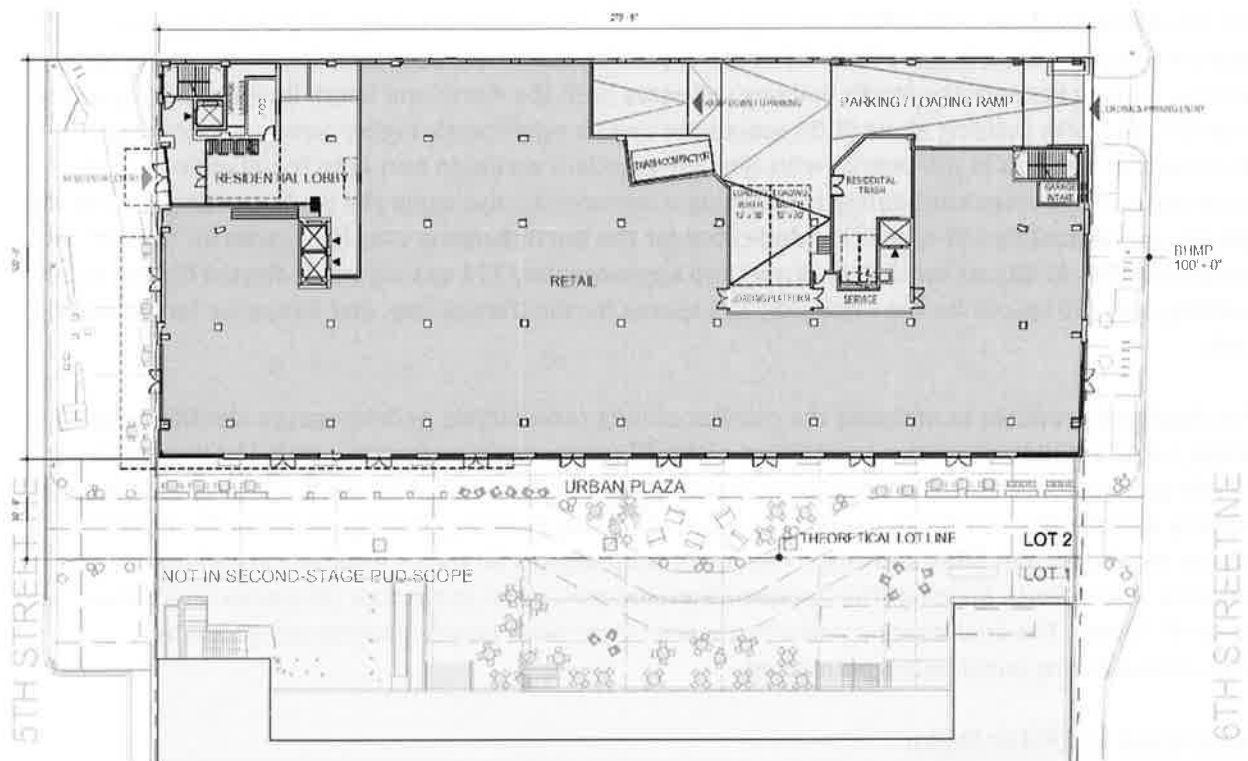 PARKING / LOADING RAMP
RESIDENTIAL LOBBY
TRASH COMPACTOR
RESIDENTIAL
TRASH
GARAGE
INTAKE
LOADING
BERTH
BHMP
100'-0"
RETAIL
LOADING PLATFORM
SERVICE
URBAN PLAZA
THEORETICAL LOT LINE
LOT 2
LOT 1
NOT IN SECOND-STAGE PUD SCOPE
5TH STREET NE
6TH STREET NE